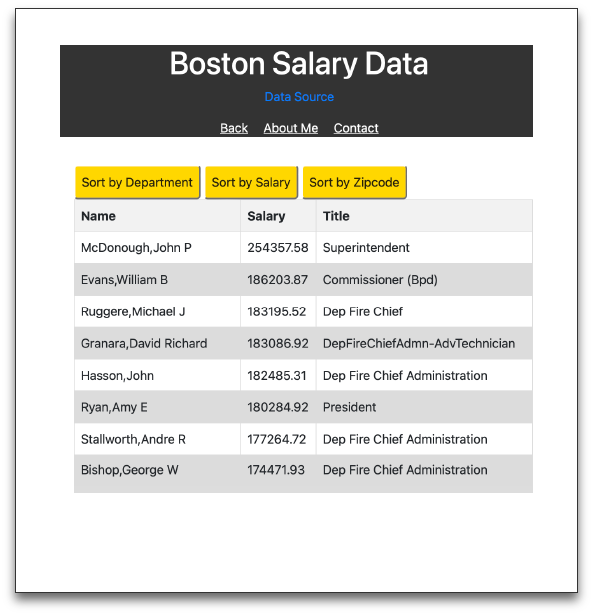 Boston Salary Data
Data Source
Back About Me Contact
Sort by Department Sort by Salary Sort by Zipcode
Name Salary Title
McDonough,John P 254357.58 Superintendent
Evans,William B 186203.87 Commissioner (Bpd)
Ruggere,Michael J 183195.52 Dep Fire Chief
Granara,David Richard 183086.92 DepFireChiefAdmn-AdvTechnician
Hasson,John 182485.31 Dep Fire Chief Administration
Ryan,Amy E 180284.92 President
Stallworth,Andre R 177264.72 Dep Fire Chief Administration
Bishop,George W 174471.93 Dep Fire Chief Administration